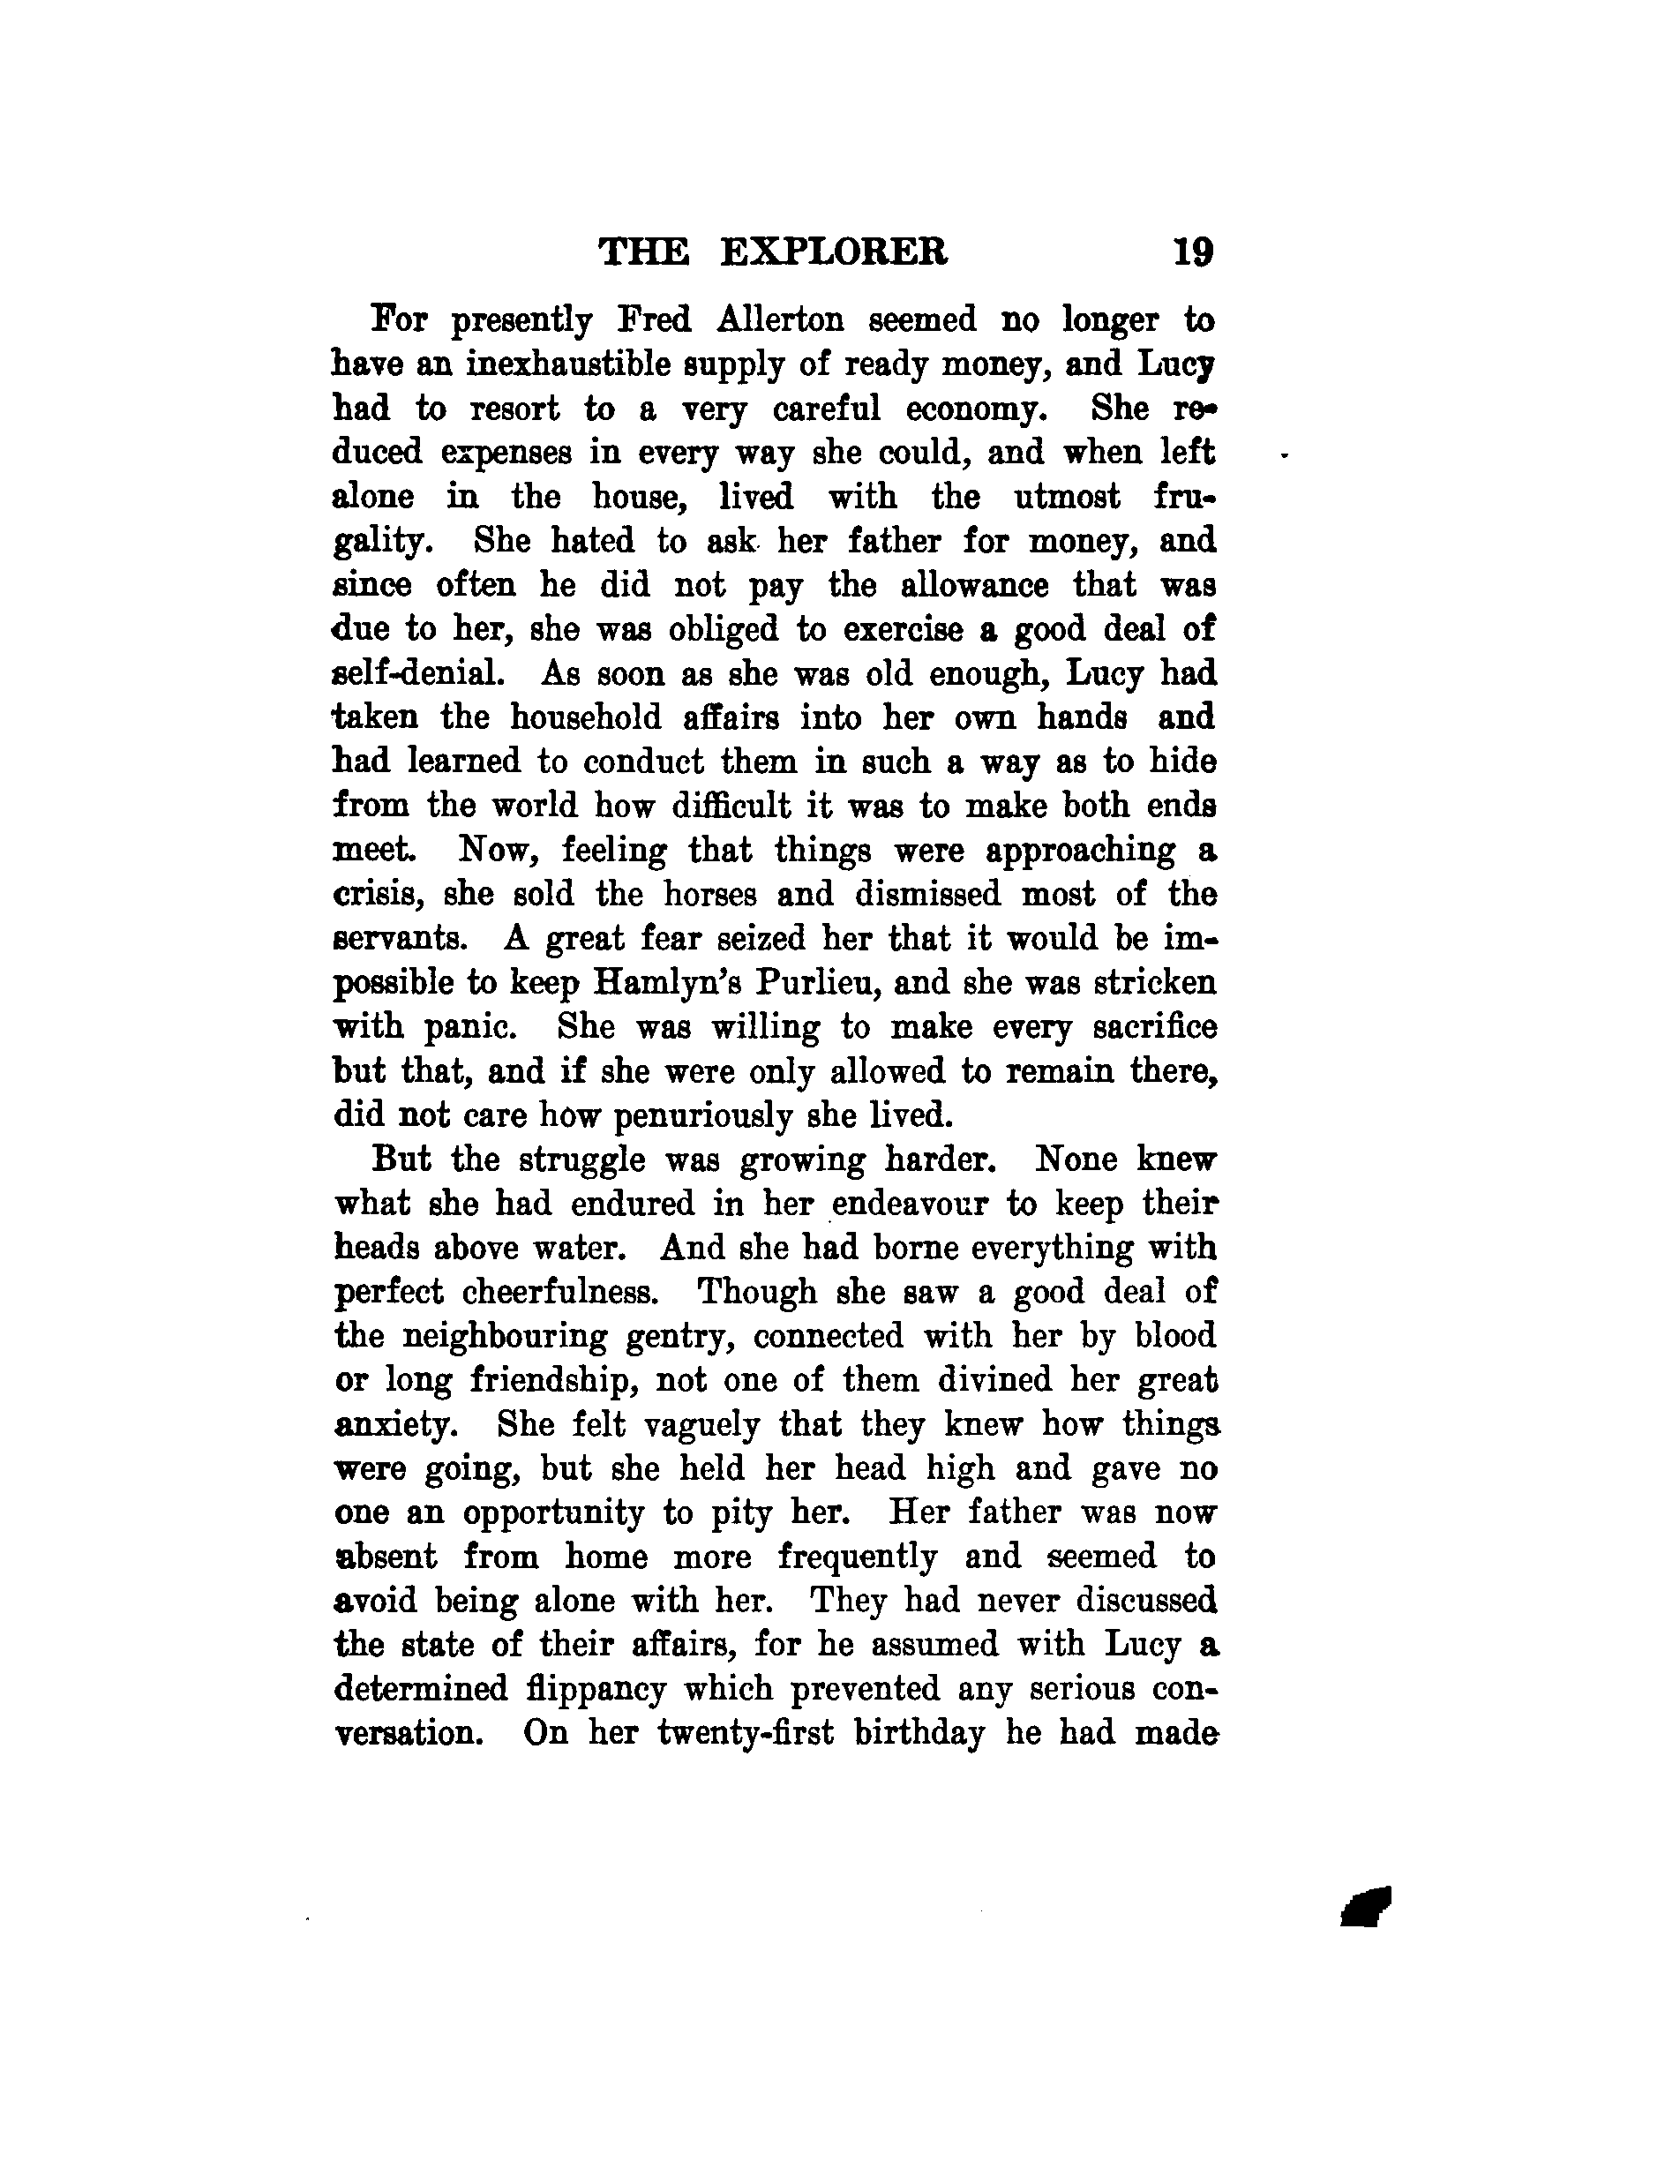 THE EXPLORER 19
For presently Fred Allerton seemed no longer to
have an inexhaustible supply of ready money, and Lucy
had to resort to a very careful economy. She re-
duced expenses in every way she could, and when left
alone in the house, lived with the utmost fru-
gality. She hated to ask her father for money, and
since often he did not pay the allowance that was
due to her, she was obliged to exercise a good deal of
self-denial. As soon as she was old enough, Lucy had
taken the household affairs into her own hands and
had learned to conduct them in such a way as to hide
from the world how difficult it was to make both ends
meet. Now, feeling that things were approaching a
crisis, she sold the horses and dismissed most of the
servants. A great fear seized her that it would be im-
possible to keep Hamlyn's Purlieu, and she was stricken
with panic. She was willing to make every sacrifice
but that, and if she were only allowed to remain there,
did not care how penuriously she lived.
But the struggle was growing harder. None knew
what she had endured in her endeavour to keep their
heads above water. And she had borne everything with
perfect cheerfulness. Though she saw a good deal of
the neighbouring gentry, connected with her by blood
or long friendship, not one of them divined her great
anxiety. She felt vaguely that they knew how things
were going, but she held her head high and gave no
one an opportunity to pity her. Her father was now
absent from home more frequently and seemed to
avoid being alone with her. They had never discussed
the state of their affairs, for he assumed with Lucy a
determined flippancy which prevented any serious con-
versation. On her twenty-first birthday he had made